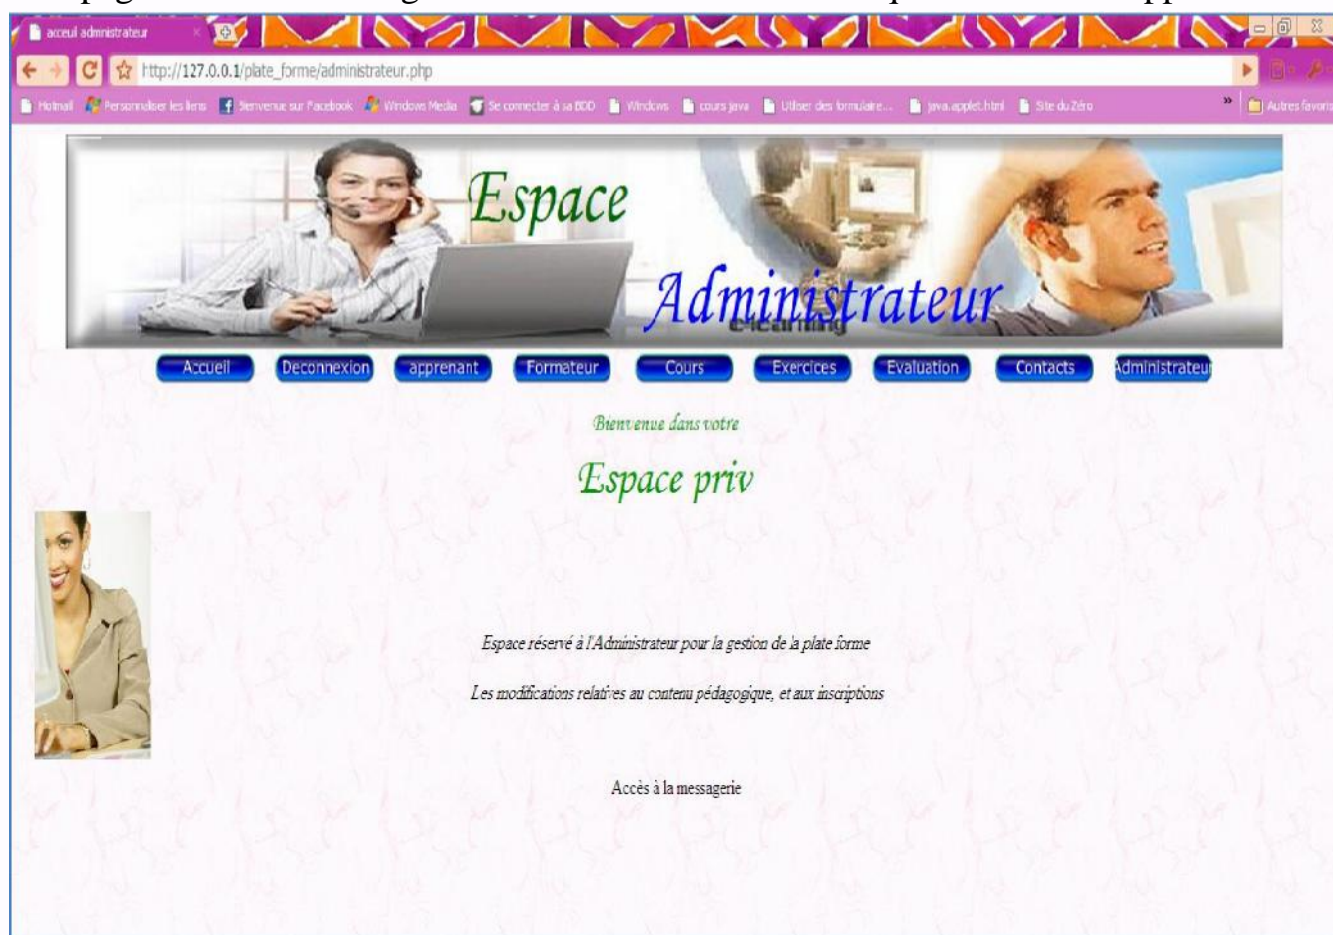 acceuil administrateur
http://127.0.0.1/plate_forme/administrateur.php
Hotmail Personnaliser les liens Bienvenue sur Facebook Windows Media Se connecter à sa BDD Windows cours java Utiliser des formulaire... java.applet.html Site du Zéro » Autres favoris
Espace
Administrateur
e-learning
Accueil Deconnexion apprenant Formateur Cours Exercices Evaluation Contacts Administrateur
Bienvenue dans votre
Espace priv
Espace réservé à l'Administrateur pour la gestion de la plate forme
Les modifications relatives au contenu pédagogique, et aux inscriptions
Accès à la messagerie